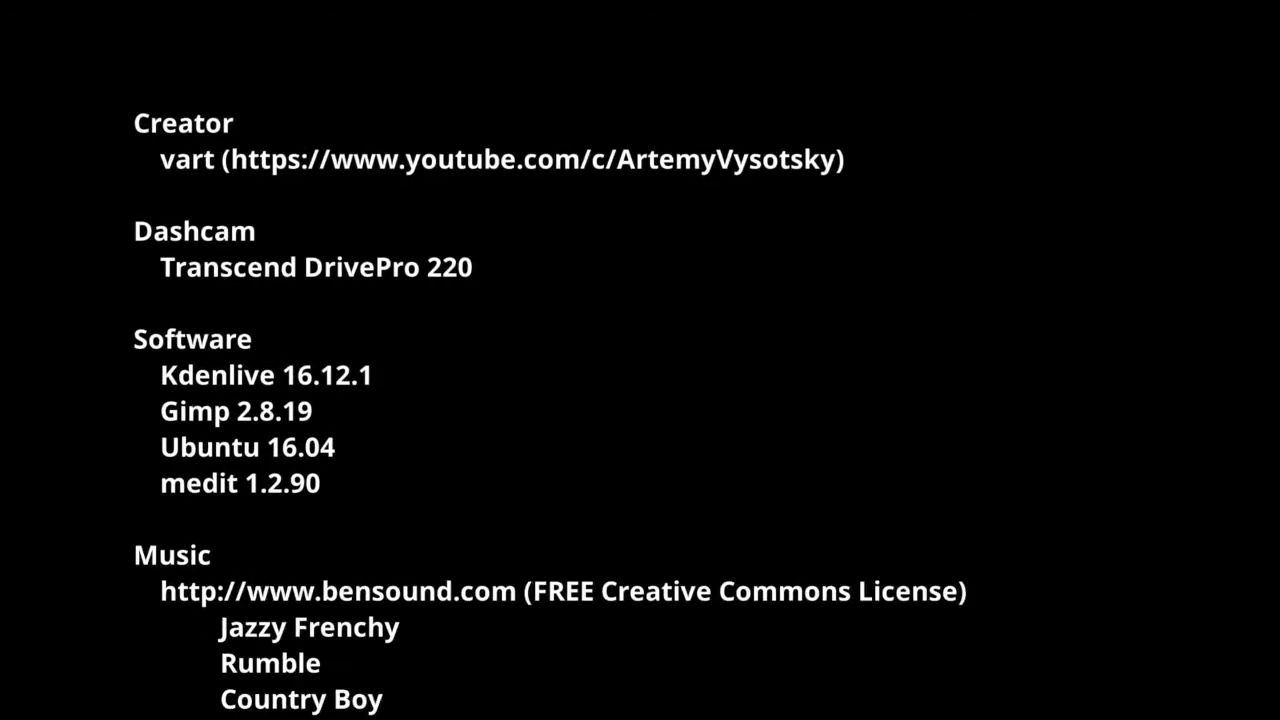 Creator
vart (https://www.youtube.com/c/ArtemyVysotsky)
Dashcam
Transcend DrivePro 220
Software
Kdenlive 16.12.1
Gimp 2.8.19
Ubuntu 16.04
medit 1.2.90
Music
http://www.bensound.com (FREE Creative Commons License)
Jazzy Frenchy
Rumble
Country Boy